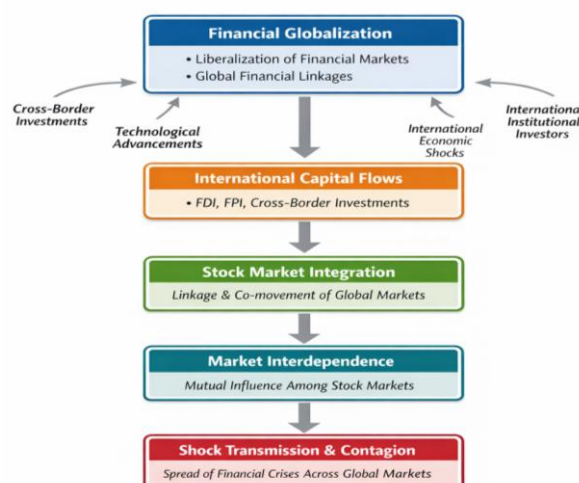 Financial Globalization
• Liberalization of Financial Markets
• Global Financial Linkages
Cross-Border
Investments
Technological
Advancements
International
Economic
Shocks
International
Institutional
Investors
International Capital Flows
• FDI, FPI, Cross-Border Investments
Stock Market Integration
Linkage & Co-movement of Global Markets
Market Interdependence
Mutual Influence Among Stock Markets
Shock Transmission & Contagion
Spread of Financial Crises Across Global Markets